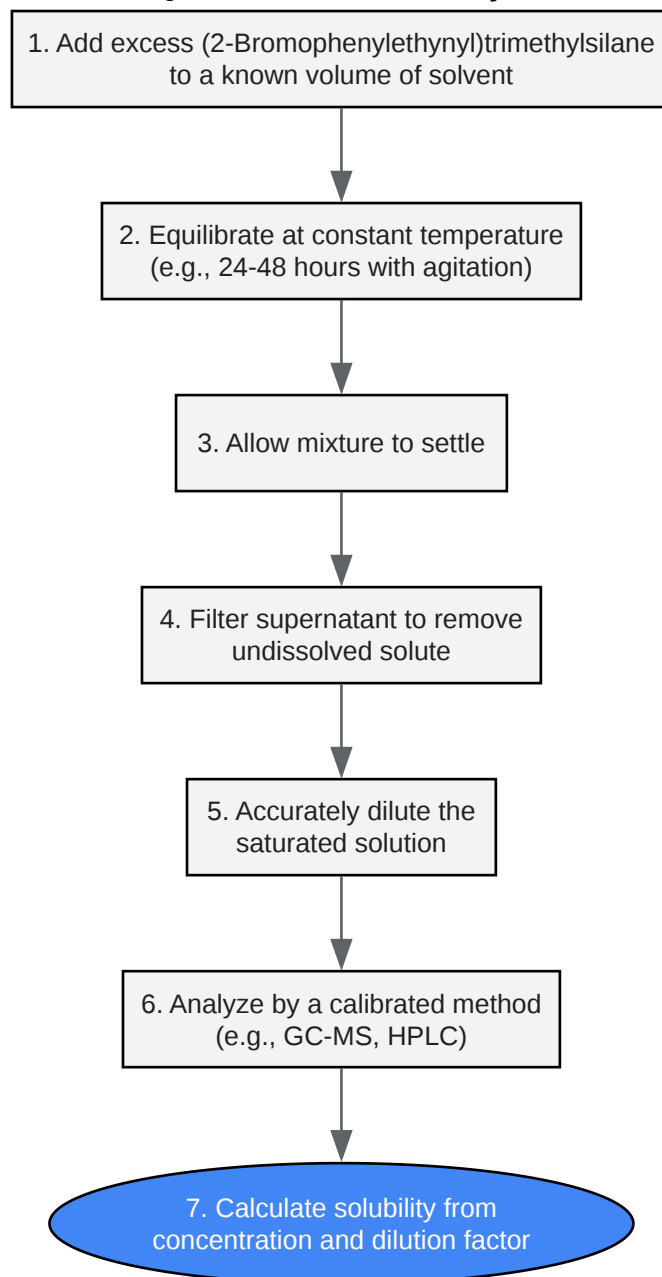 1. Add excess (2-Bromophenylethynyl)trimethylsilane
to a known volume of solvent
2. Equilibrate at constant temperature
(e.g., 24-48 hours with agitation)
3. Allow mixture to settle
4. Filter supernatant to remove
undissolved solute
5. Accurately dilute the
saturated solution
6. Analyze by a calibrated method
(e.g., GC-MS, HPLC)
7. Calculate solubility from
concentration and dilution factor